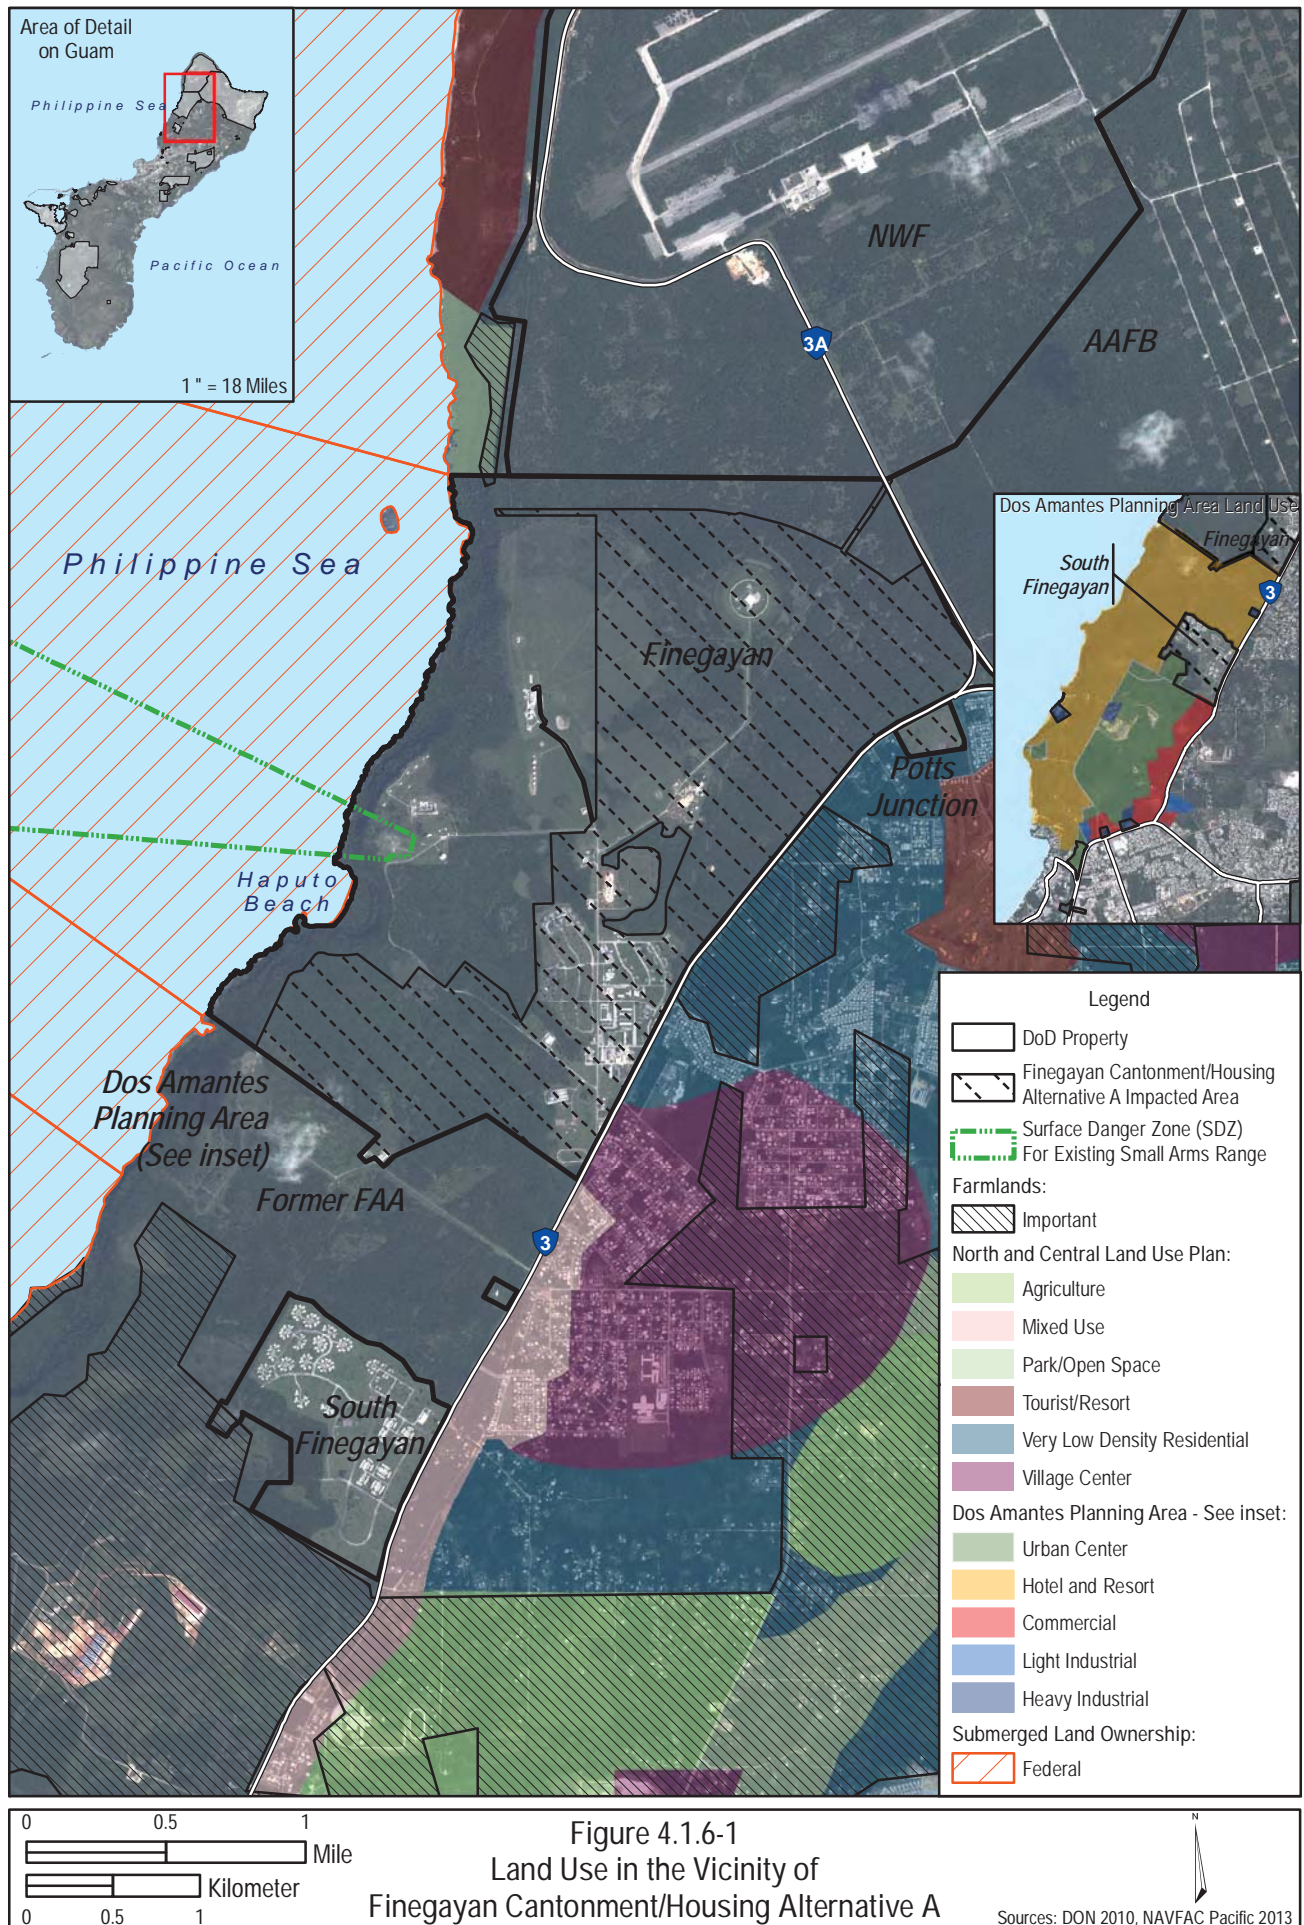 Area of Detail
on Guam
Philippine Sea
Pacific Ocean
1 " = 18 Miles
NWF
3A
AAFB
Philippine Sea
Finegayan
Potts
Junction
Haputo
Beach
Dos Amantes Planning Area Land Use
Finegayan
South
Finegayan
3
Dos Amantes
Planning Area
(See inset)
Former FAA
3
South
Finegayan
Legend
DoD Property
Finegayan Cantonment/Housing
Alternative A Impacted Area
Surface Danger Zone (SDZ)
For Existing Small Arms Range
Farmlands:
Important
North and Central Land Use Plan:
Agriculture
Mixed Use
Park/Open Space
Tourist/Resort
Very Low Density Residential
Village Center
Dos Amantes Planning Area - See inset:
Urban Center
Hotel and Resort
Commercial
Light Industrial
Heavy Industrial
Submerged Land Ownership:
Federal
0 0.5 1
Mile
Kilometer
0 0.5 1
Figure 4.1.6-1
Land Use in the Vicinity of
Finegayan Cantonment/Housing Alternative A
N
Sources: DON 2010, NAVFAC Pacific 2013